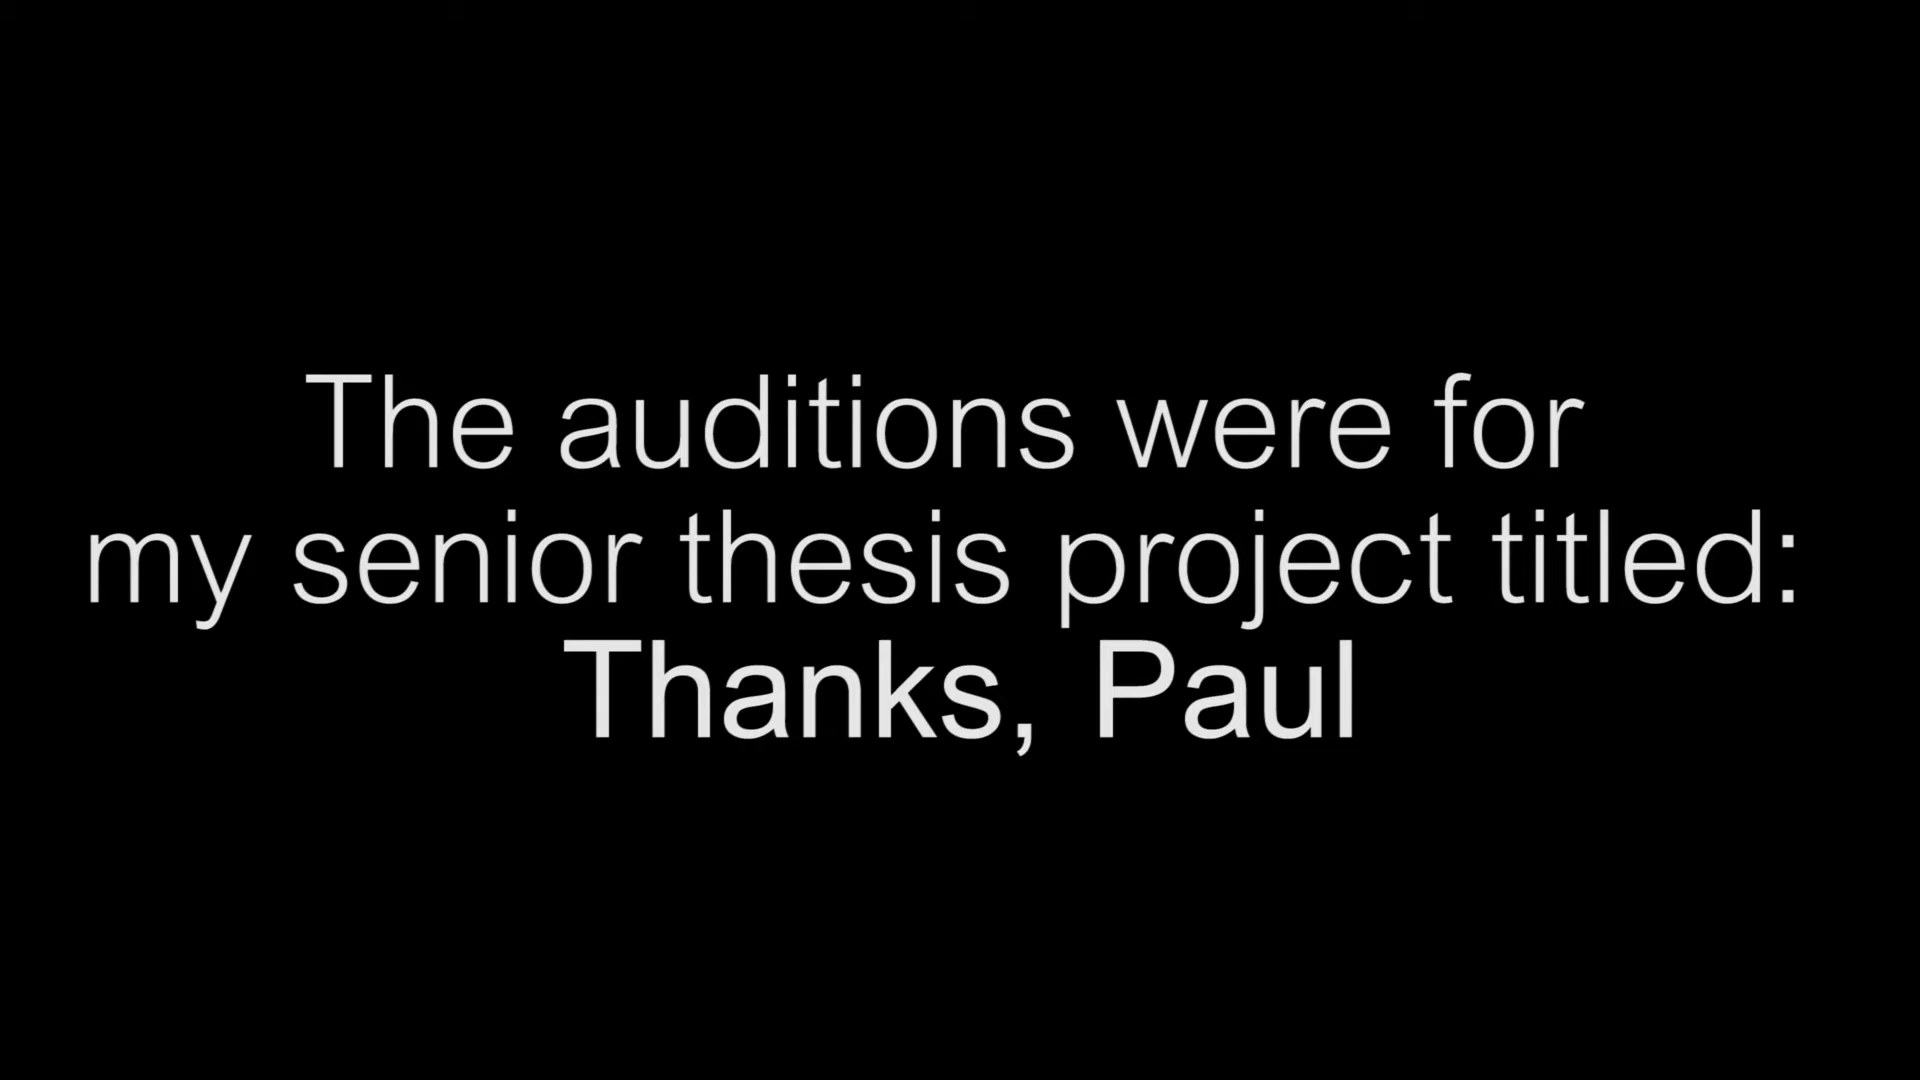 The auditions were for
my senior thesis project titled:
Thanks, Paul